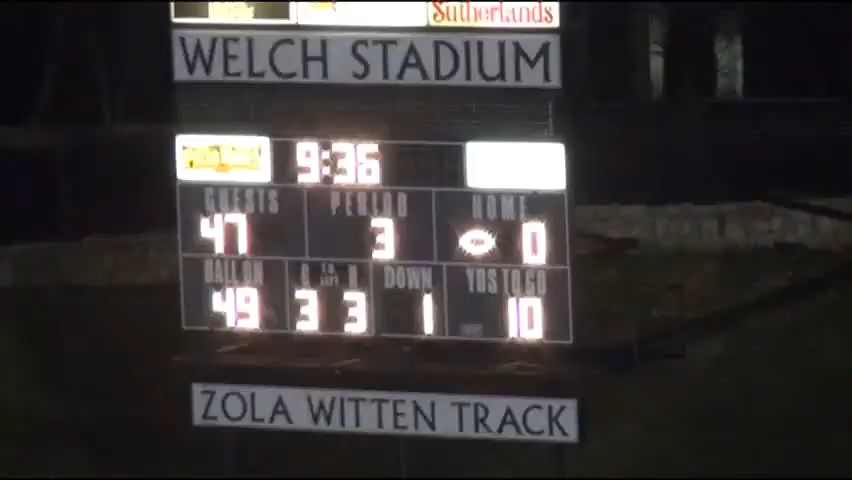 Sutherlands
WELCH STADIUM
9:36
GUESTS PERIOD HOME
47 3 0
BALL ON G T.O. LEFT H DOWN YDS TO GO
49 3 3 1 10
ZOLA WITTEN TRACK